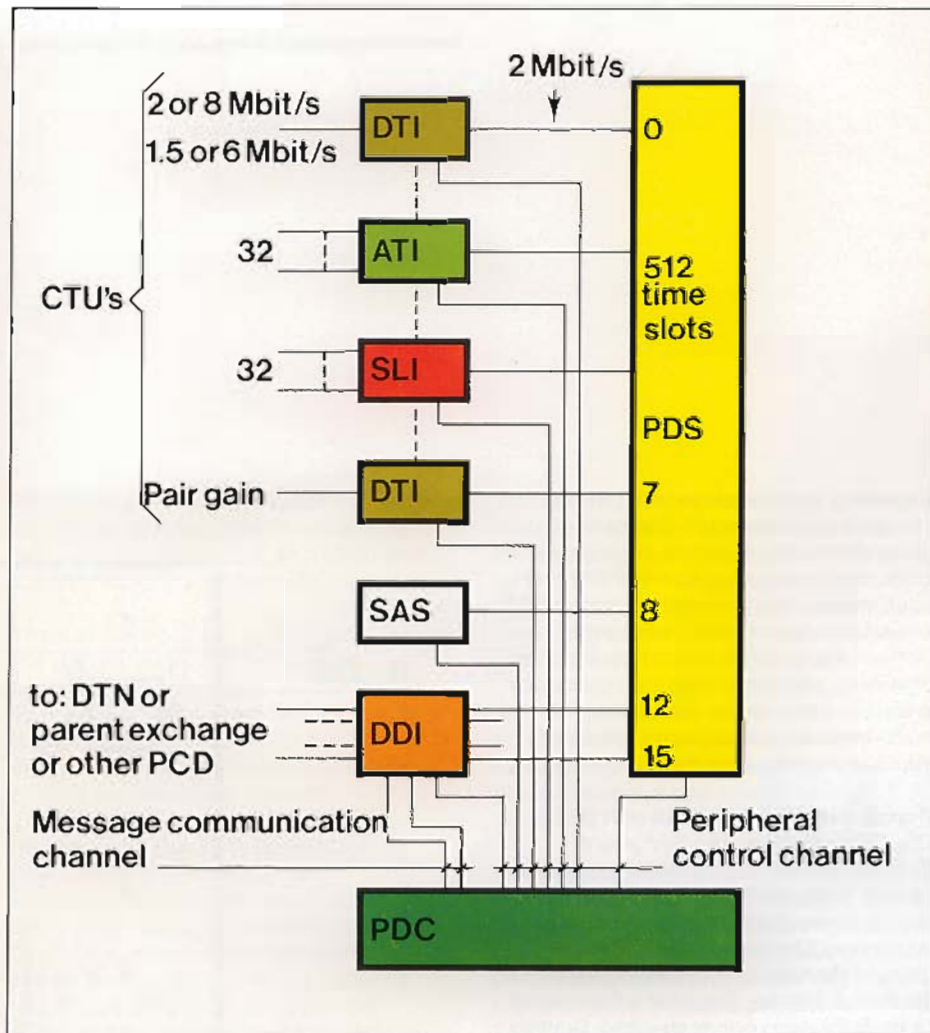 2 Mbit/s
2 or 8 Mbit/s
1.5 or 6 Mbit/s
DTI
0
32
ATI
512
time
slots
CTU's
32
SLI
PDS
Pair gain
DTI
7
SAS
8
to: DTN or
parent exchange
or other PCD
DDI
12
15
Message communication
channel
Peripheral
control channel
PDC